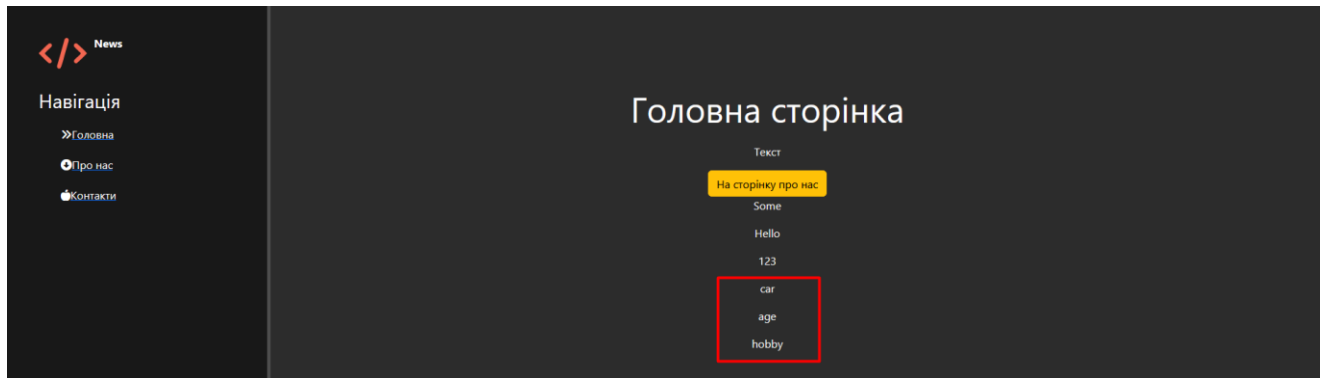 News
Навігація
Головна
Про нас
Контакти
Головна сторінка
Текст
На сторінку про нас
Some
Hello
123
car
age
hobby